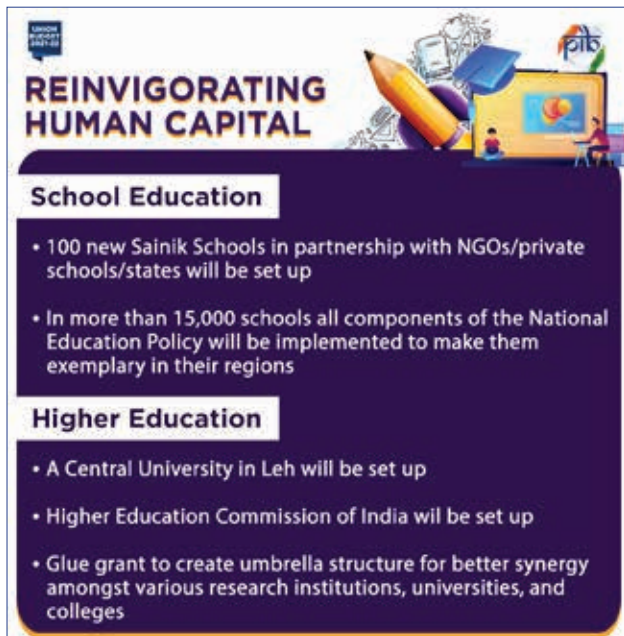 UNION
BUDGET
2021-22
pib
REINVIGORATING
HUMAN CAPITAL
School Education
• 100 new Sainik Schools in partnership with NGOs/private
schools/states will be set up
• In more than 15,000 schools all components of the National
Education Policy will be implemented to make them
exemplary in their regions
Higher Education
• A Central University in Leh will be set up
• Higher Education Commission of India wil be set up
• Glue grant to create umbrella structure for better synergy
amongst various research institutions, universities, and
colleges